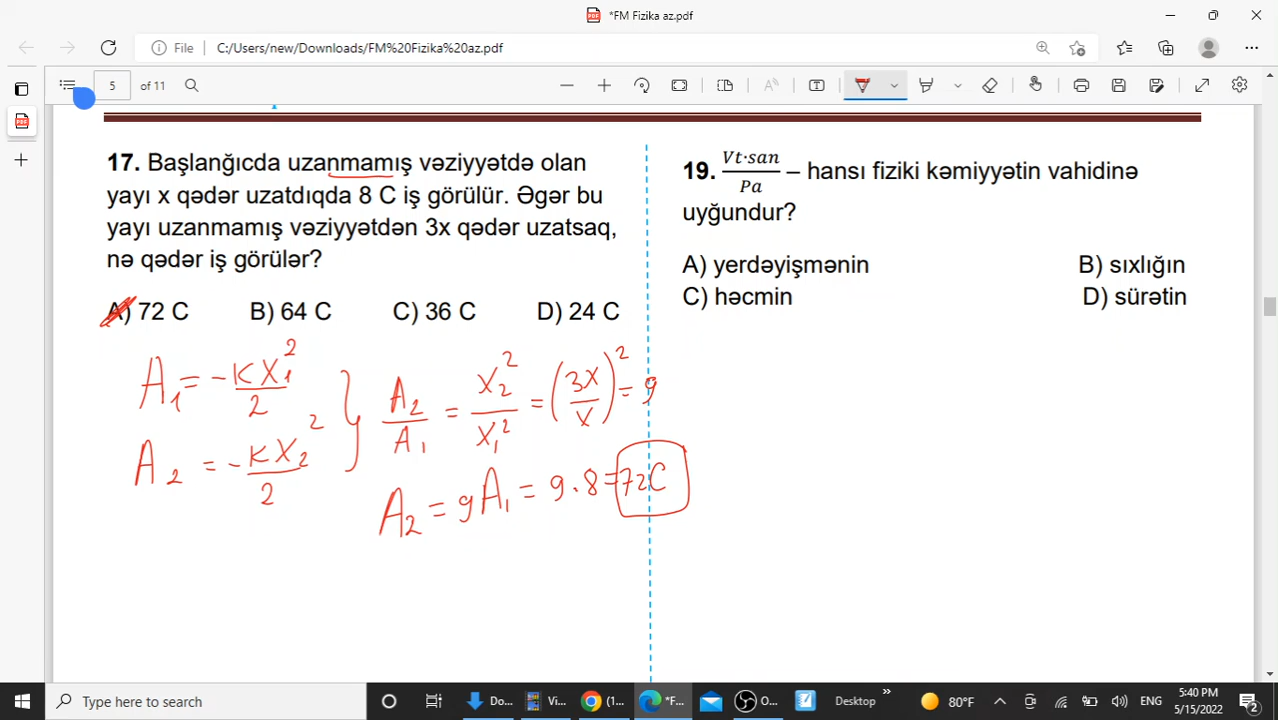 *FM Fizika az.pdf
File
C:/Users/new/Downloads/FM%20Fizika%20az.pdf
5 of 11
17. Başlanğıcda uzanmamış vəziyyətdə olan
yayı x qədər uzatdıqda 8 C iş görülür. Əgər bu
yayı uzanmamış vəziyyətdən 3x qədər uzatsaq,
nə qədər iş görülər?
A) 72 C B) 64 C C) 36 C D) 24 C
A₁ = -KX₁²/2
A₂ = -KX₂²/2
A₂/A₁ = X₂²/X₁² = (3X/X)² = 9
A₂ = 9A₁ = 9·8 = 72C
19. Vt·san/Pa – hansı fiziki kəmiyyətin vahidinə
uyğundur?
A) yerdəyişmənin B) sıxlığın
C) həcmin D) sürətin
Type here to search
Do...
Vi...
(1...
*F...
O...
Desktop
80°F
ENG
5:40 PM
5/15/2022
2